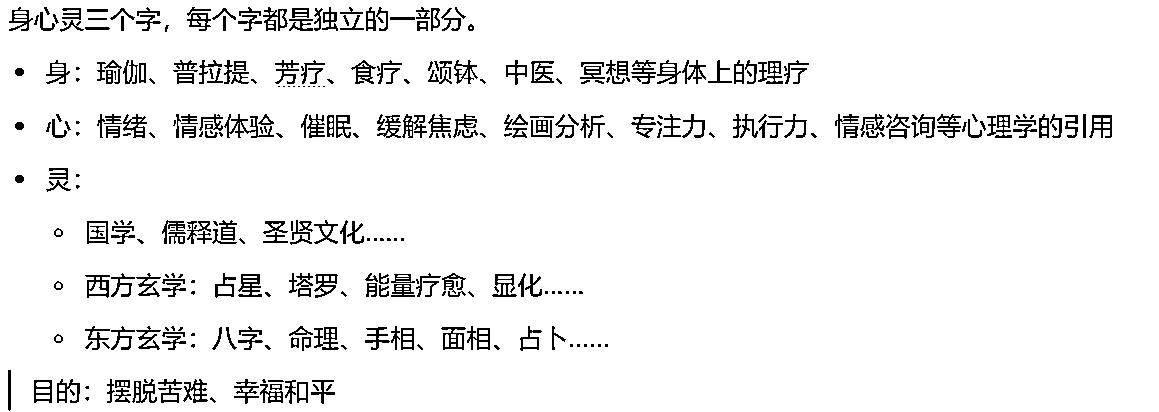 身心灵三个字，每个字都是独立的一部分。
• 身：瑜伽、普拉提、芳疗、食疗、颂钵、中医、冥想等身体上的理疗
• 心：情绪、情感体验、催眠、缓解焦虑、绘画分析、专注力、执行力、情感咨询等心理学的引用
• 灵：
◦ 国学、儒释道、圣贤文化......
◦ 西方玄学：占星、塔罗、能量疗愈、显化......
◦ 东方玄学：八字、命理、手相、面相、占卜......
目的：摆脱苦难、幸福和平